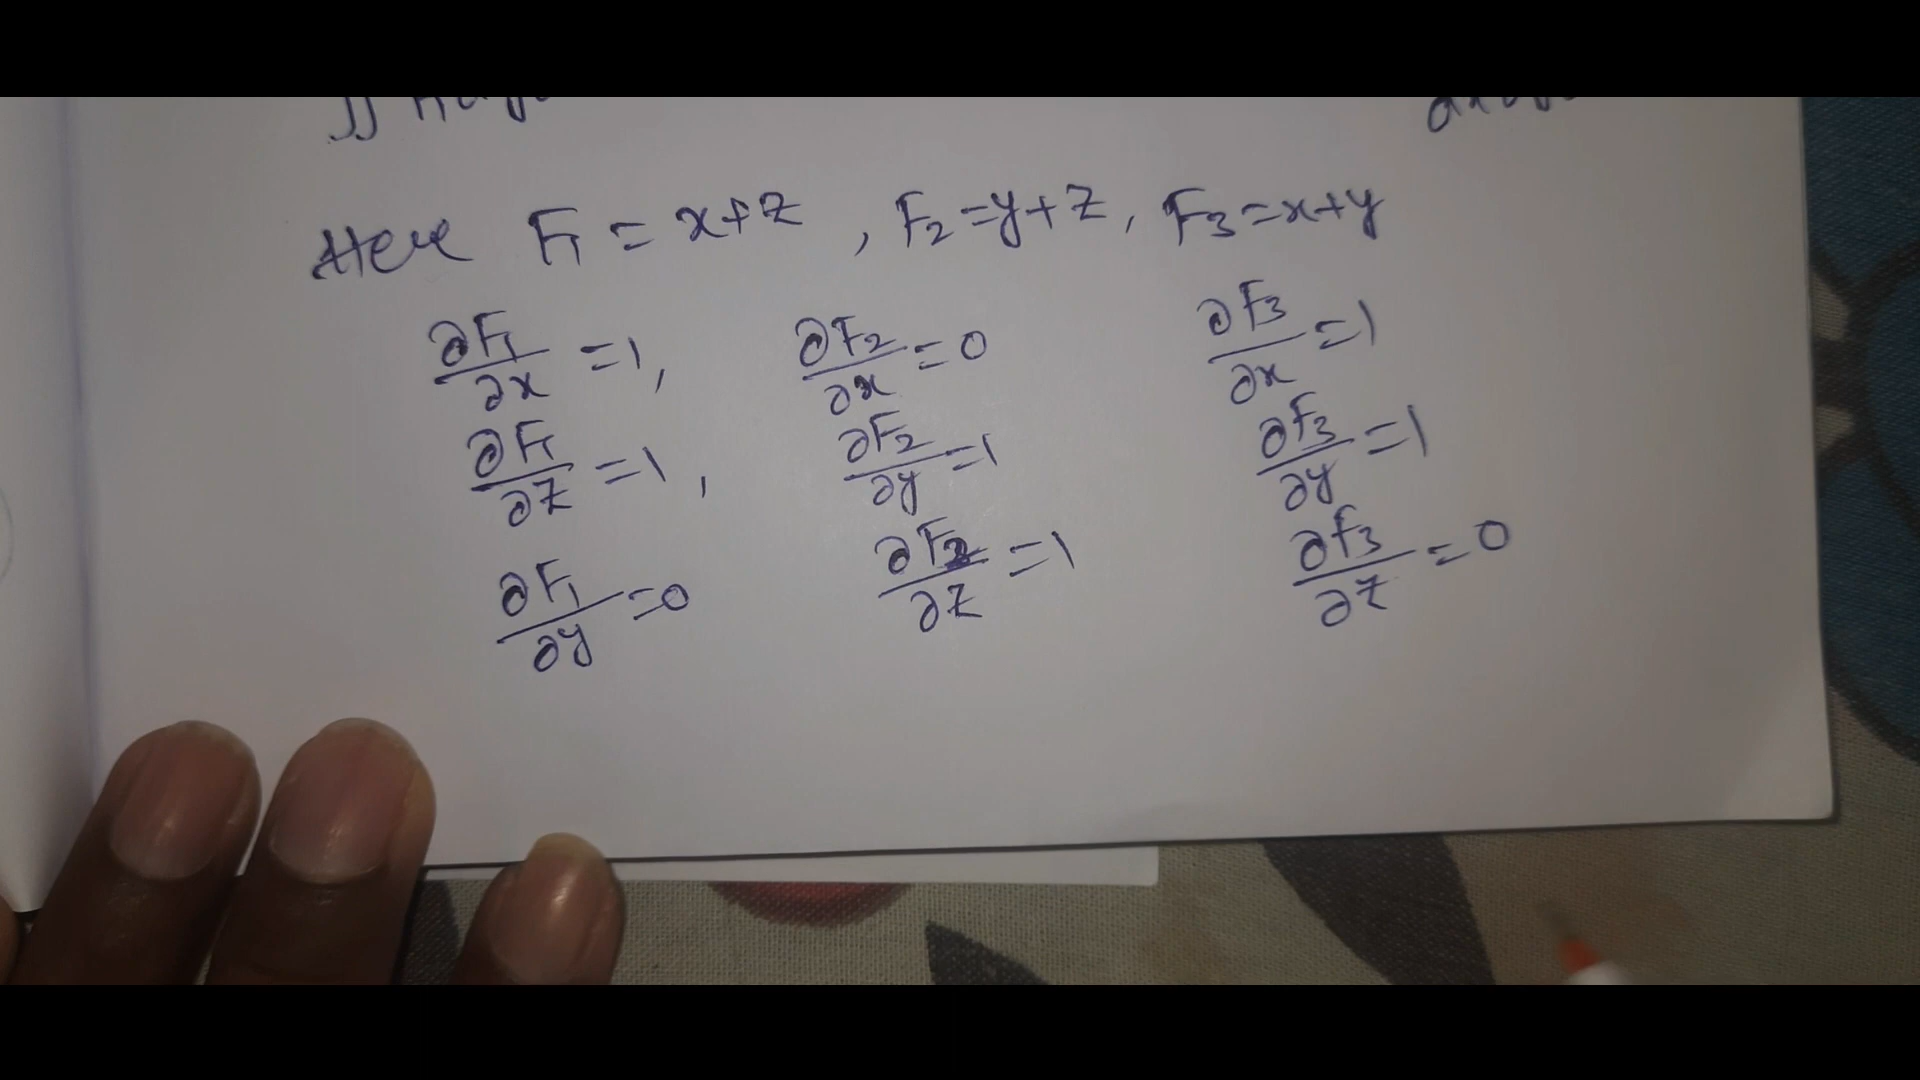 Here F₁ = x+z , F₂=y+z, F₃=x+y
∂F₁/∂x =1, ∂F₂/∂x =0 ∂F₃/∂x =1
∂F₁/∂z =1, ∂F₂/∂y =1 ∂F₃/∂y =1
∂F₁/∂y =0 ∂F₂/∂z =1 ∂F₃/∂z =0